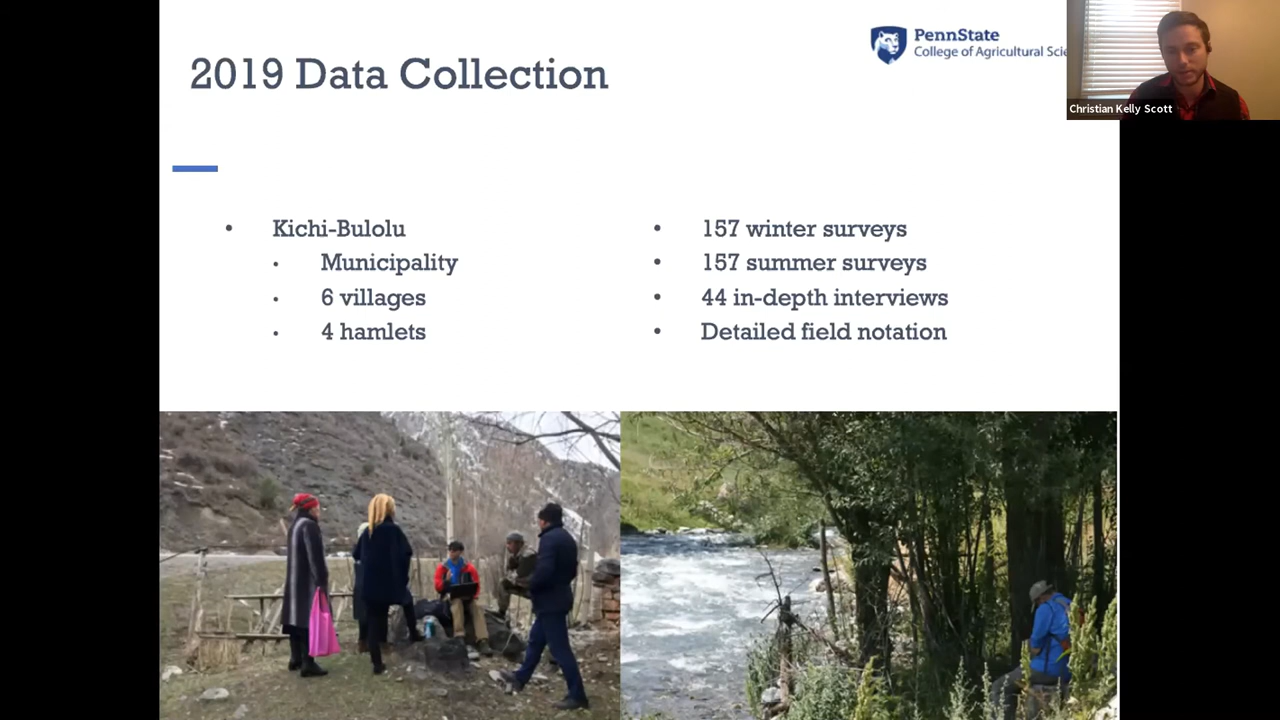 PennState
College of Agricultural
2019 Data Collection
Christian Kelly Scott
• Kichi-Bulolu
• Municipality
• 6 villages
• 4 hamlets
• 157 winter surveys
• 157 summer surveys
• 44 in-depth interviews
• Detailed field notation